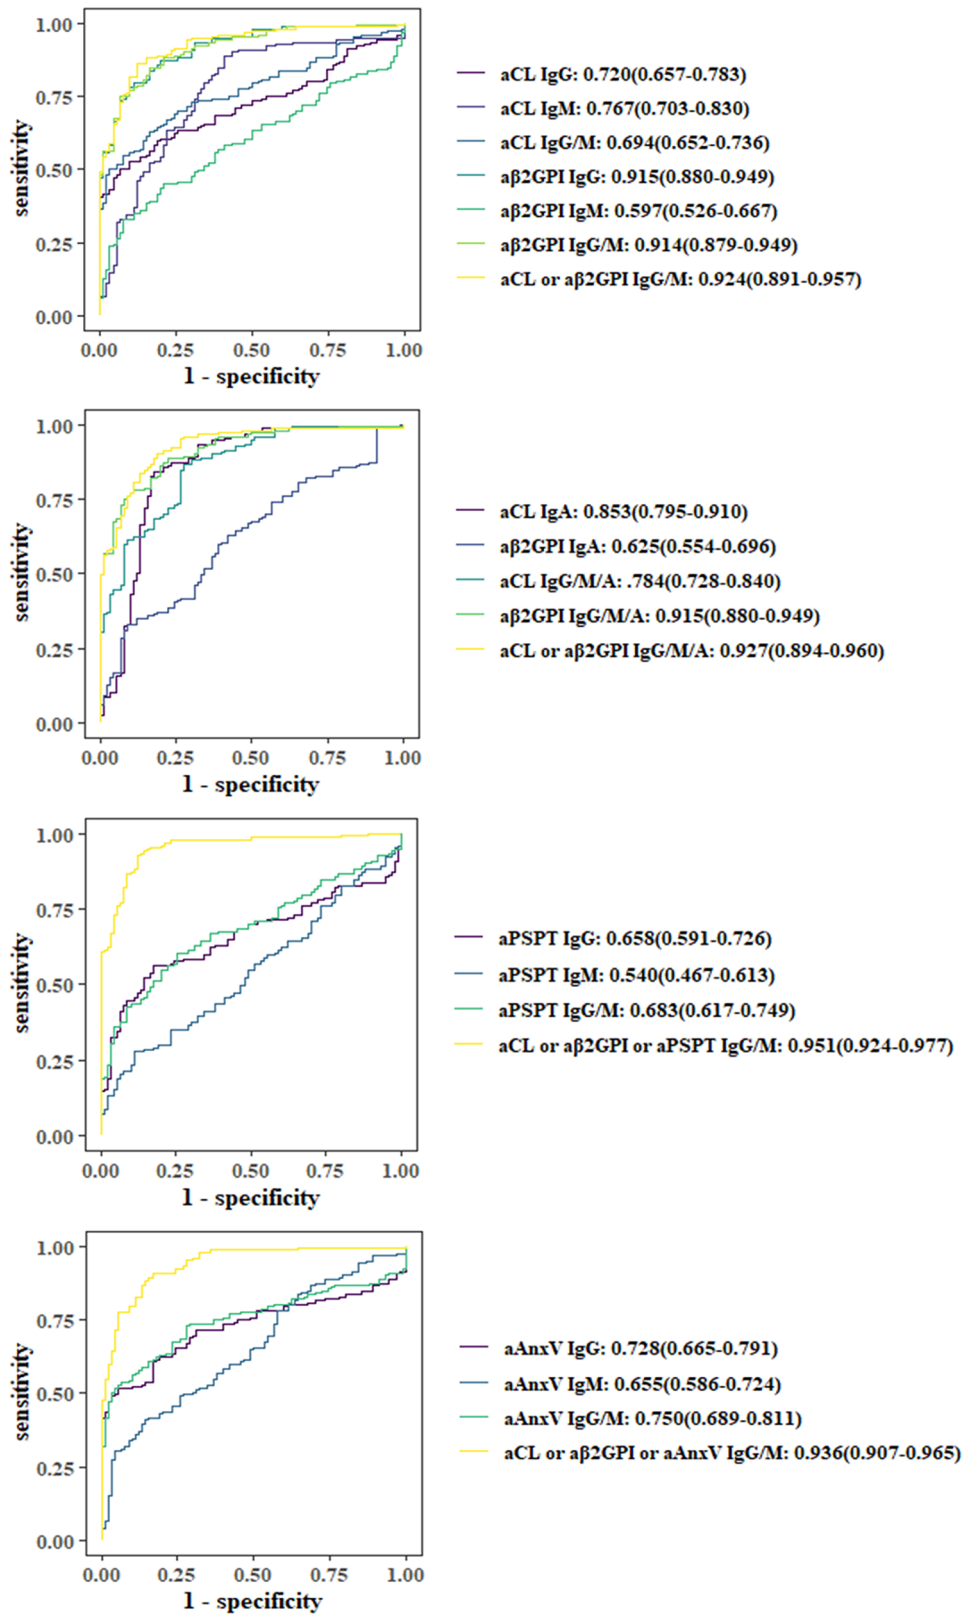 1.00
0.75
0.50
0.25
0.00
sensitivity
0.00 0.25 0.50 0.75 1.00
1 - specificity
aCL IgG: 0.720(0.657-0.783)
aCL IgM: 0.767(0.703-0.830)
aCL IgG/M: 0.694(0.652-0.736)
aβ2GPI IgG: 0.915(0.880-0.949)
aβ2GPI IgM: 0.597(0.526-0.667)
aβ2GPI IgG/M: 0.914(0.879-0.949)
aCL or aβ2GPI IgG/M: 0.924(0.891-0.957)
1.00
0.75
0.50
0.25
0.00
sensitivity
0.00 0.25 0.50 0.75 1.00
1 - specificity
aCL IgA: 0.853(0.795-0.910)
aβ2GPI IgA: 0.625(0.554-0.696)
aCL IgG/M/A: .784(0.728-0.840)
aβ2GPI IgG/M/A: 0.915(0.880-0.949)
aCL or aβ2GPI IgG/M/A: 0.927(0.894-0.960)
1.00
0.75
0.50
0.25
0.00
sensitivity
0.00 0.25 0.50 0.75 1.00
1 - specificity
aPSPT IgG: 0.658(0.591-0.726)
aPSPT IgM: 0.540(0.467-0.613)
aPSPT IgG/M: 0.683(0.617-0.749)
aCL or aβ2GPI or aPSPT IgG/M: 0.951(0.924-0.977)
1.00
0.75
0.50
0.25
0.00
sensitivity
0.00 0.25 0.50 0.75 1.00
1 - specificity
aAnxV IgG: 0.728(0.665-0.791)
aAnxV IgM: 0.655(0.586-0.724)
aAnxV IgG/M: 0.750(0.689-0.811)
aCL or aβ2GPI or aAnxV IgG/M: 0.936(0.907-0.965)